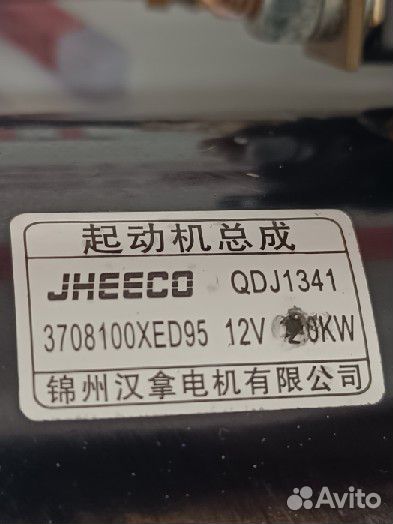 起动机总成
JHEECO QDJ1341
3708100XED95 12V
锦州汉拿电机有限公司
Avito